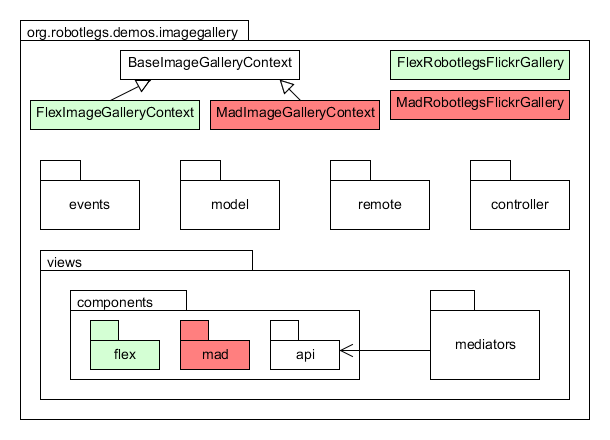 org.robotlegs.demos.imagegallery
BaseImageGalleryContext
FlexRobotlegsFlickrGallery
FlexImageGalleryContext
MadImageGalleryContext
MadRobotlegsFlickrGallery
events
model
remote
controller
views
components
flex
mad
api
mediators